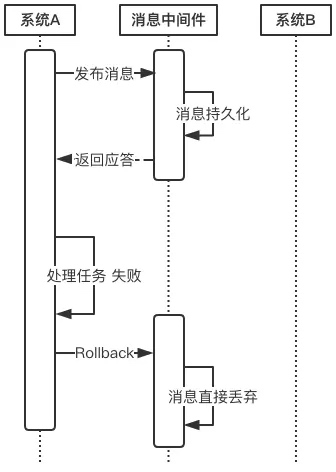 系统A
消息中间件
系统B
发布消息
消息持久化
返回应答
处理任务 失败
Rollback
消息直接丢弃